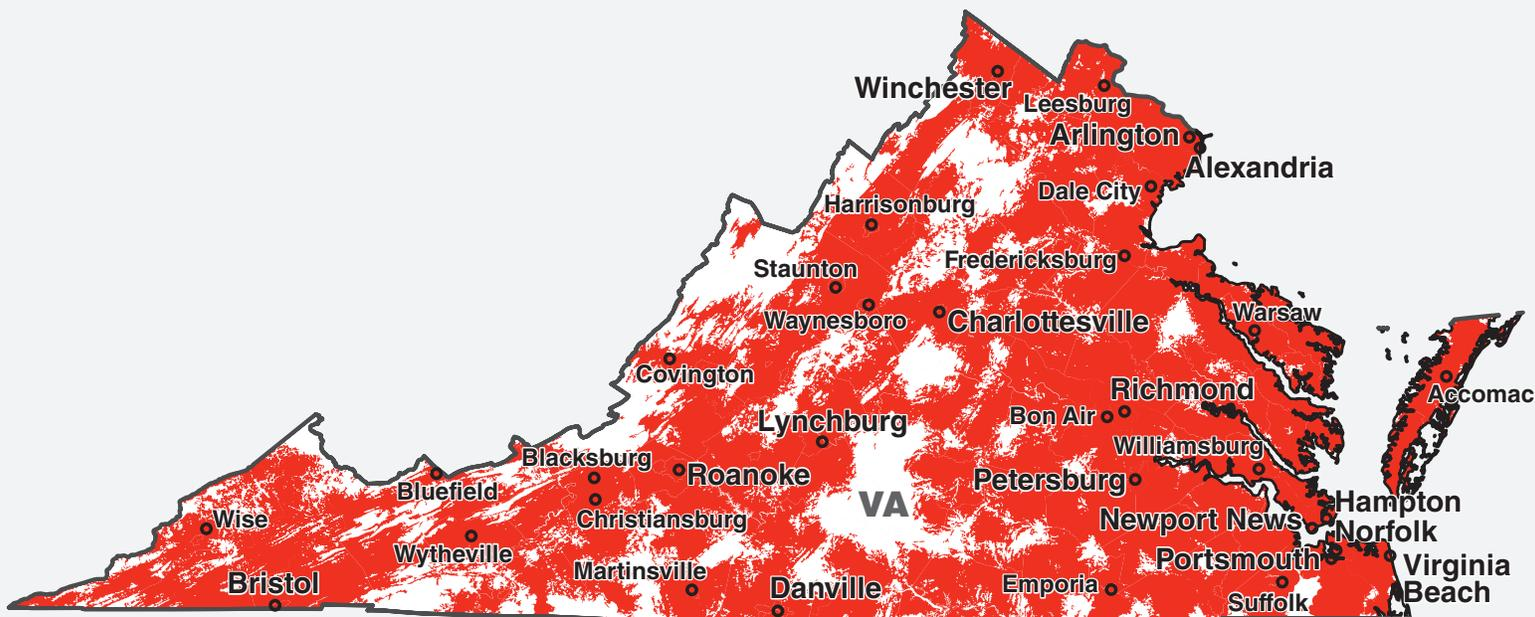 Winchester
Leesburg
Arlington
Alexandria
Dale City
Harrisonburg
Fredericksburg
Staunton
Waynesboro
Charlottesville
Warsaw
Covington
Accomac
Richmond
Bon Air
Lynchburg
Williamsburg
Blacksburg
Roanoke
Petersburg
Bluefield
VA
Hampton
Wise
Christiansburg
Newport News
Norfolk
Wytheville
Portsmouth
Martinsville
Virginia
Beach
Bristol
Danville
Emporia
Suffolk